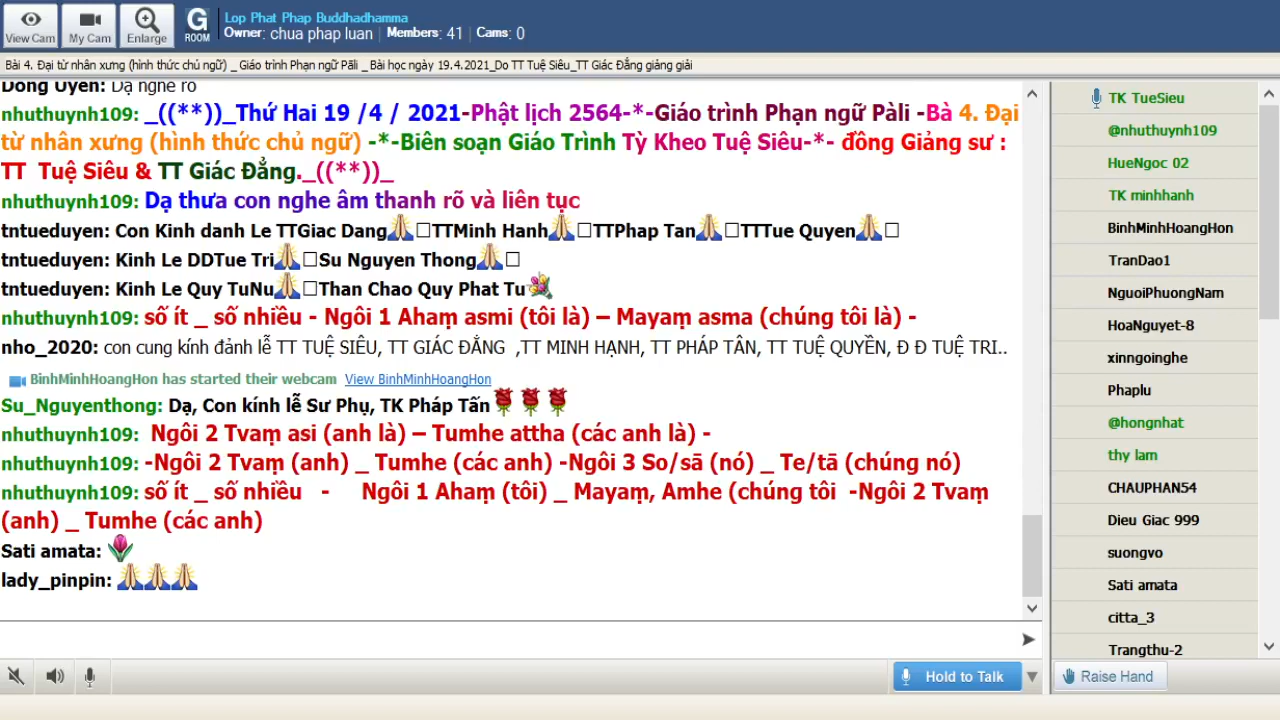 View Cam
My Cam
Enlarge
G
ROOM
Lop Phat Phap Buddhadhamma
Owner: chua phap luan | Members: 41 | Cams: 0
Bài 4. Đại từ nhân xưng (hình thức chủ ngữ) _ Giáo trình Phạn ngữ Pāli _ Bài học ngày 19.4.2021_Do TT Tuệ Siêu_TT Giác Đẳng giảng giải
Dong Uyen: Dạ nghe rõ
nhuthuynh109: _((**))_Thứ Hai 19 /4 / 2021-Phật lịch 2564-*-Giáo trình Phạn ngữ Pàli -Bà 4. Đại
từ nhân xưng (hình thức chủ ngữ) -*-Biên soạn Giáo Trình Tỳ Kheo Tuệ Siêu-*- đồng Giảng sư :
TT Tuệ Siêu & TT Giác Đẳng._((**))_
nhuthuynh109: Dạ thưa con nghe âm thanh rõ và liên tục
tntueduyen: Con Kinh danh Le TTGiac Dang🙏□TTMinh Hanh🙏□TTPhap Tan🙏□TTTue Quyen🙏□
tntueduyen: Kinh Le DDTue Tri🙏□Su Nguyen Thong🙏□
tntueduyen: Kinh Le Quy TuNu🙏□Than Chao Quy Phat Tu💐
nhuthuynh109: số ít _ số nhiều - Ngôi 1 Ahaṃ asmi (tôi là) – Mayaṃ asma (chúng tôi là) -
nho_2020: con cung kính đảnh lễ TT TUỆ SIÊU, TT GIÁC ĐẲNG ,TT MINH HẠNH, TT PHÁP TÂN, TT TUỆ QUYỀN, Đ Đ TUỆ TRI..
BinhMinhHoangHon has started their webcam View BinhMinhHoangHon
Su_Nguyenthong: Dạ, Con kính lễ Sư Phụ, TK Pháp Tấn🌹🌹🌹
nhuthuynh109: Ngôi 2 Tvaṃ asi (anh là) – Tumhe attha (các anh là) -
nhuthuynh109: -Ngôi 2 Tvaṃ (anh) _ Tumhe (các anh) -Ngôi 3 So/sā (nó) _ Te/tā (chúng nó)
nhuthuynh109: số ít _ số nhiều - Ngôi 1 Ahaṃ (tôi) _ Mayaṃ, Amhe (chúng tôi -Ngôi 2 Tvaṃ
(anh) _ Tumhe (các anh)
Sati amata: 🌷
lady_pinpin: 🙏🙏🙏
Hold to Talk
TK TueSieu
@nhuthuynh109
HueNgoc 02
TK minhhanh
BinhMinhHoangHon
TranDao1
NguoiPhuongNam
HoaNguyet-8
xinngoinghe
Phaplu
@hongnhat
thy lam
CHAUPHAN54
Dieu Giac 999
suongvo
Sati amata
citta_3
Trangthu-2
Raise Hand